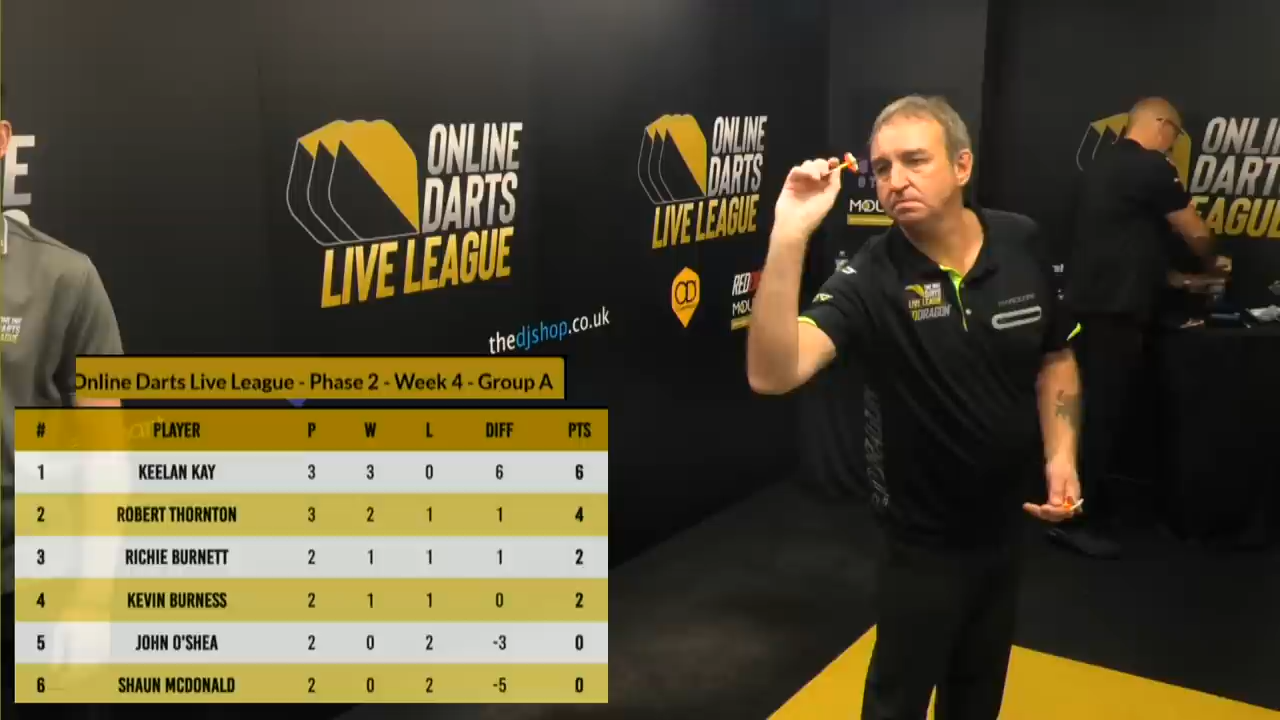 ONLINE
DARTS
LIVE LEAGUE
ONLINE
DARTS
LIVE LEAGUE
ONLINE
DARTS
LEAGUE
thedjshop.co.uk
OD
Online Darts Live League - Phase 2 - Week 4 - Group A
# PLAYER P W L DIFF PTS
1 KEELAN KAY 3 3 0 6 6
2 ROBERT THORNTON 3 2 1 1 4
3 RICHIE BURNETT 2 1 1 1 2
4 KEVIN BURNESS 2 1 1 0 2
5 JOHN O'SHEA 2 0 2 -3 0
6 SHAUN MCDONALD 2 0 2 -5 0